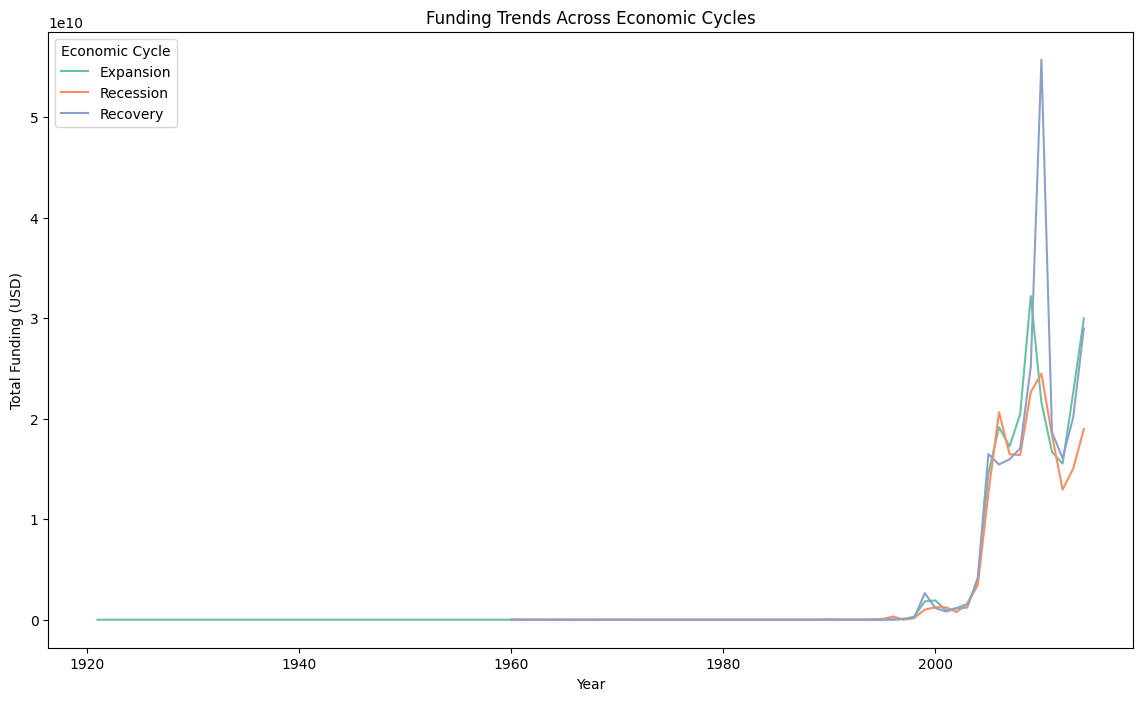 Funding Trends Across Economic Cycles
1e10
Economic Cycle
Expansion
Recession
Recovery
Total Funding (USD)
5
4
3
2
1
0
1920
1940
1960
1980
2000
Year